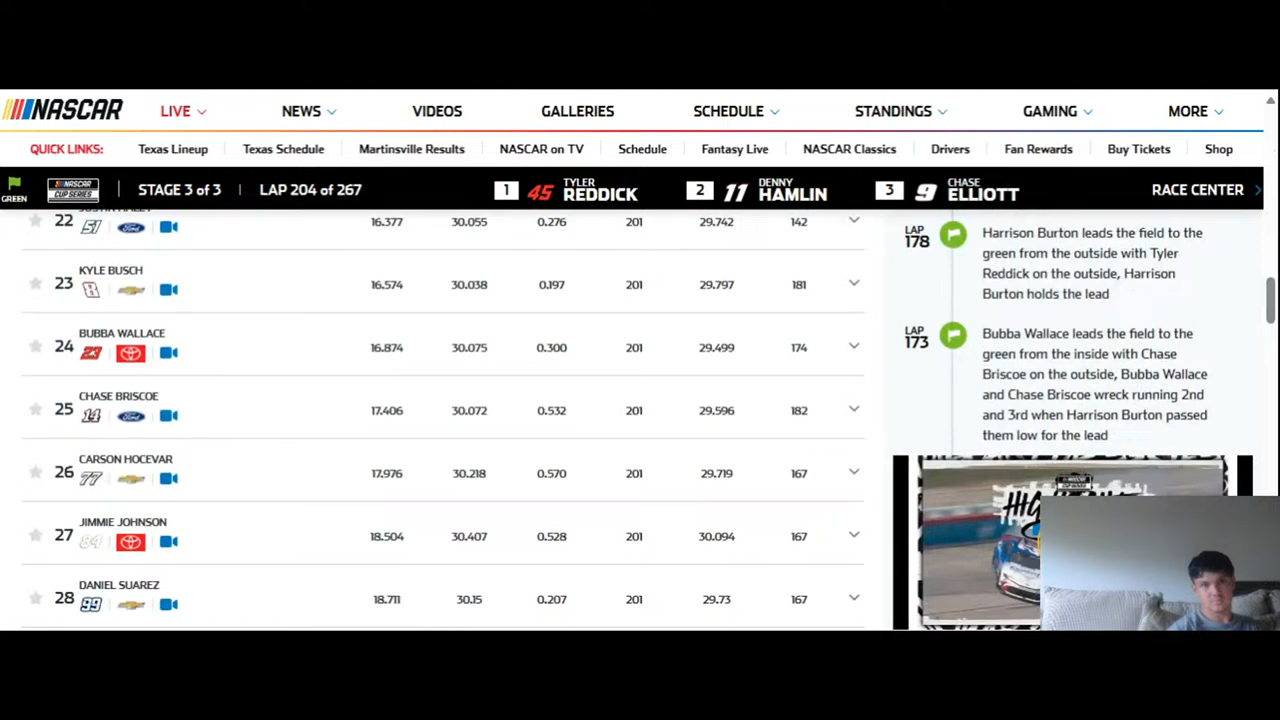 NASCAR LIVE NEWS VIDEOS GALLERIES SCHEDULE STANDINGS GAMING MORE
QUICK LINKS: Texas Lineup Texas Schedule Martinsville Results NASCAR on TV Schedule Fantasy Live NASCAR Classics Drivers Fan Rewards Buy Tickets Shop
GREEN NASCAR CUP SERIES STAGE 3 of 3 LAP 204 of 267 1 45 TYLER REDDICK 2 11 DENNY HAMLIN 3 9 CHASE ELLIOTT RACE CENTER
22 51 Ford 16.377 30.055 0.276 201 29.742 142
KYLE BUSCH
23 8 16.574 30.038 0.197 201 29.797 181
BUBBA WALLACE
24 23 16.874 30.075 0.300 201 29.499 174
CHASE BRISCOE
25 14 Ford 17.406 30.072 0.532 201 29.596 182
CARSON HOCEVAR
26 77 17.976 30.218 0.570 201 29.719 167
JIMMIE JOHNSON
27 84 18.504 30.407 0.528 201 30.094 167
DANIEL SUAREZ
28 99 18.711 30.15 0.207 201 29.73 167
LAP
178
Harrison Burton leads the field to the
green from the outside with Tyler
Reddick on the outside, Harrison
Burton holds the lead
LAP
173
Bubba Wallace leads the field to the
green from the inside with Chase
Briscoe on the outside, Bubba Wallace
and Chase Briscoe wreck running 2nd
and 3rd when Harrison Burton passed
them low for the lead